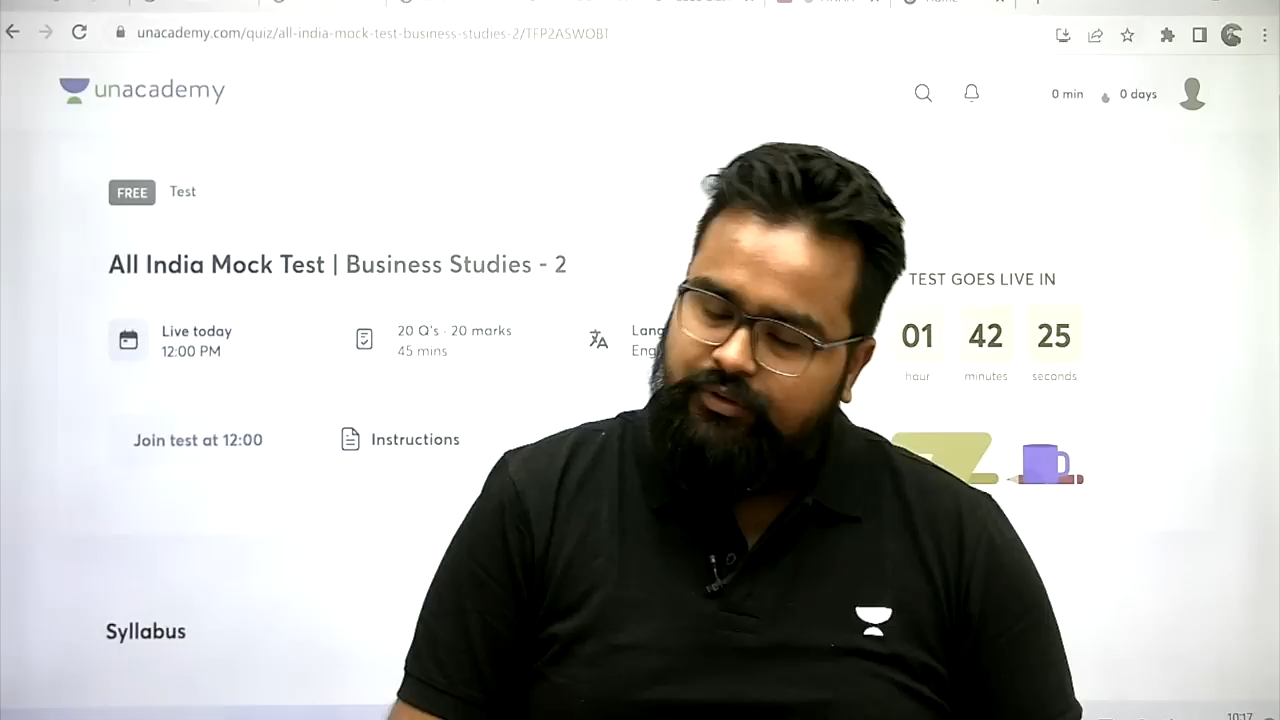 unacademy.com/quiz/all-india-mock-test-business-studies-2/TFP2ASWOBT
unacademy
0 min
0 days
FREE
Test
All India Mock Test | Business Studies - 2
TEST GOES LIVE IN
Live today
12:00 PM
20 Q's · 20 marks
45 mins
01
42
25
hour
minutes
seconds
Join test at 12:00
Instructions
Syllabus
10:17